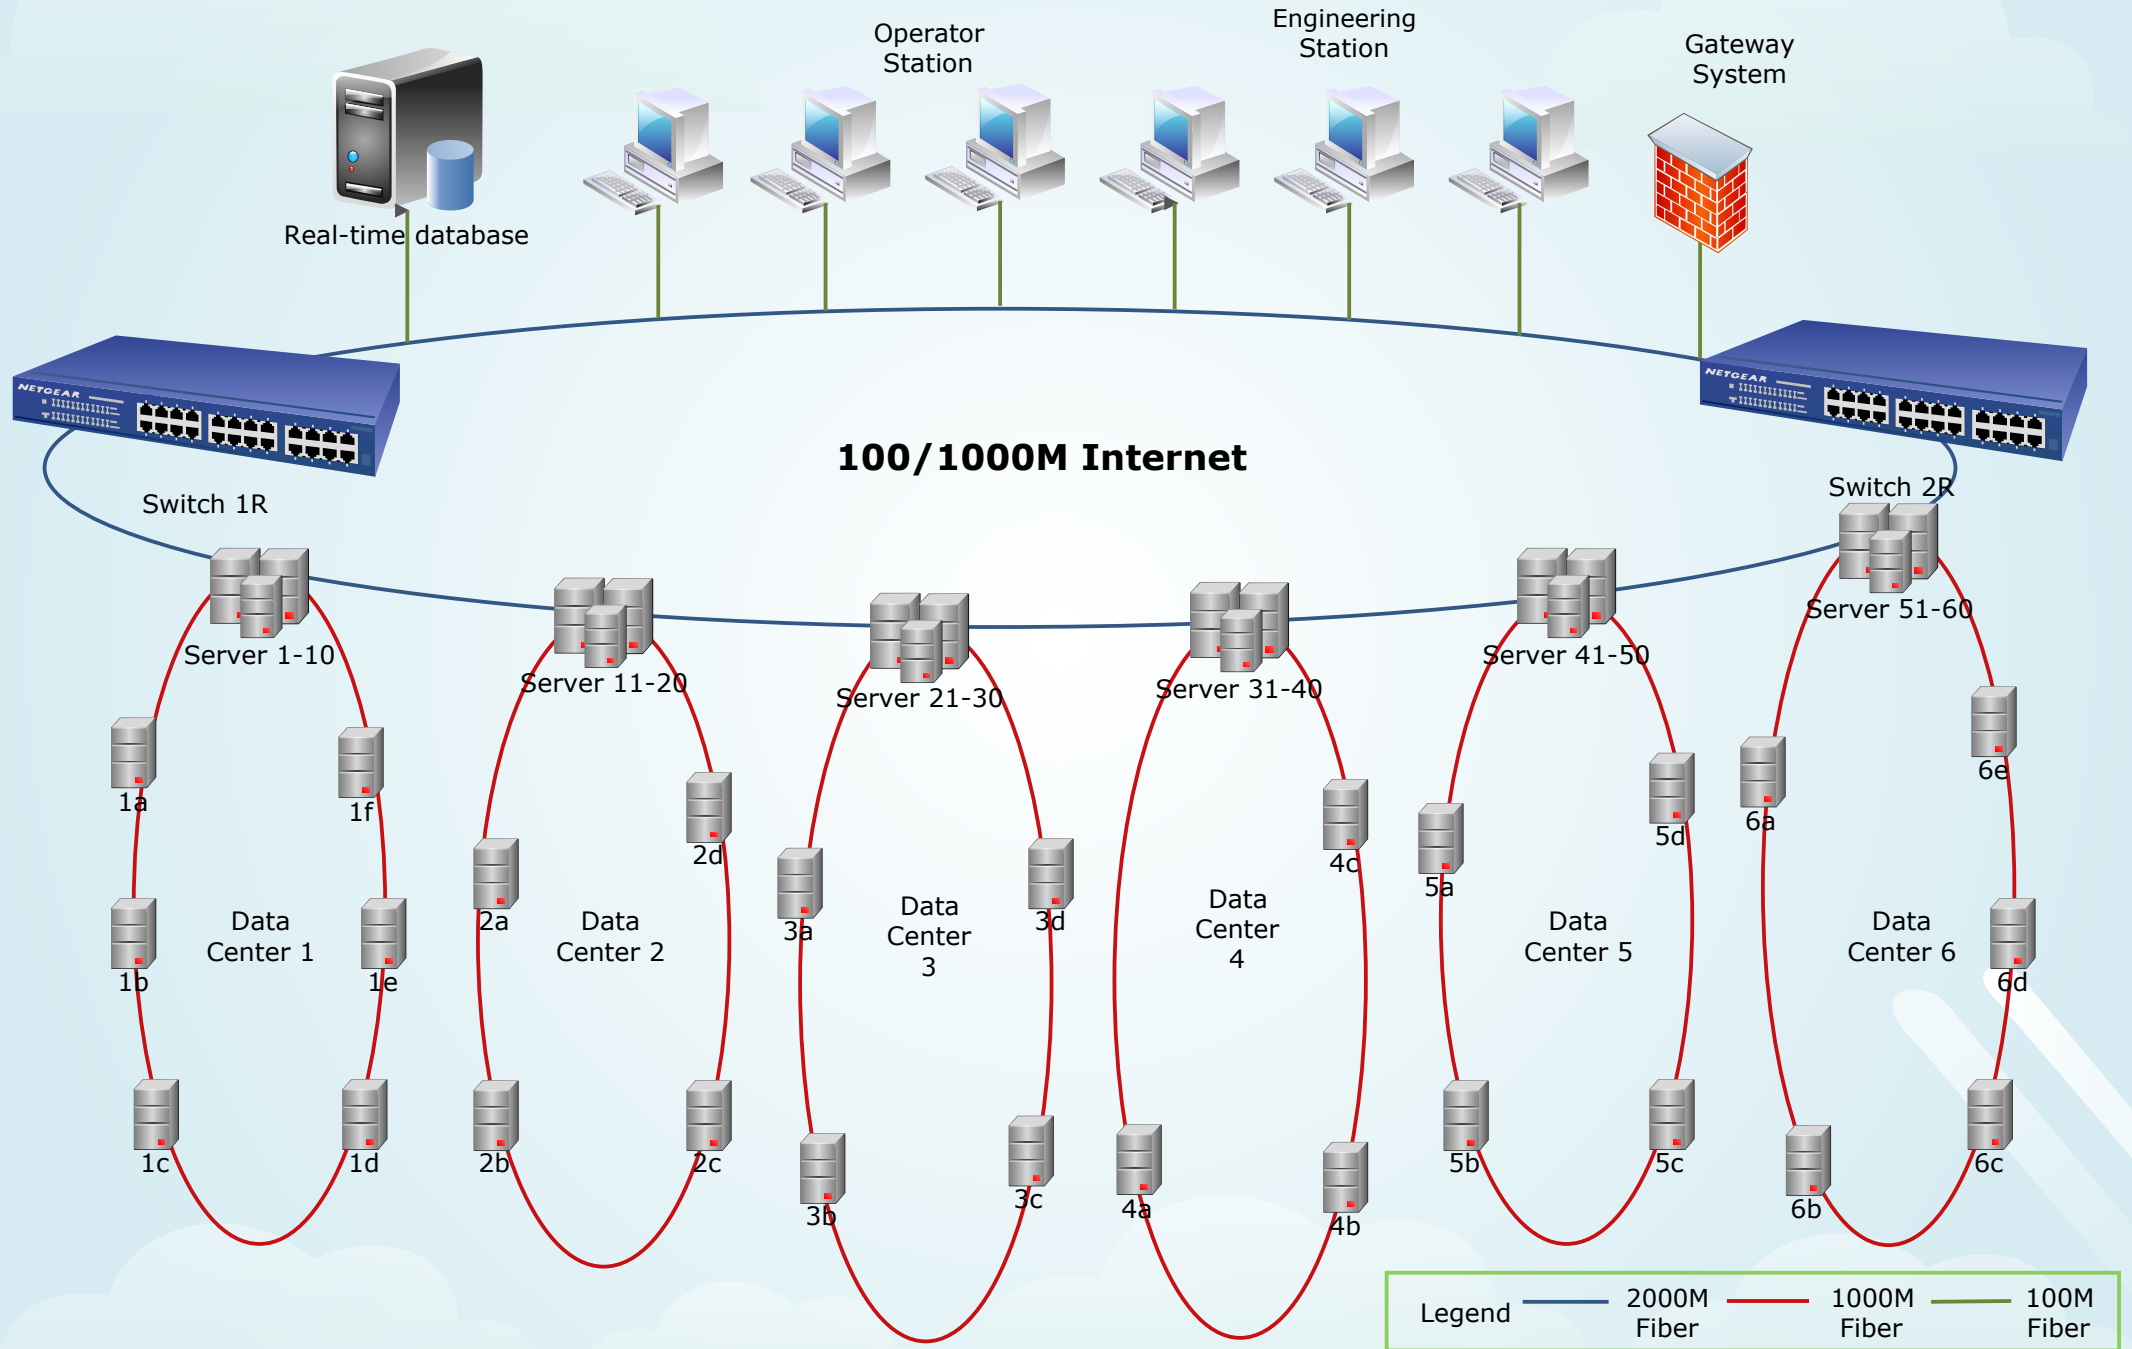 Operator
Station
Engineering
Station
Gateway
System
Real-time database
NETGEAR
NETGEAR
100/1000M Internet
Switch 1R
Switch 2R
Server 1-10
Server 11-20
Server 21-30
Server 31-40
Server 41-50
Server 51-60
1a
1b
1c
1d
1e
1f
Data
Center 1
2a
2b
2c
2d
Data
Center 2
3a
3b
3c
3d
Data
Center
3
4a
4b
4c
Data
Center
4
5a
5b
5c
5d
Data
Center 5
6a
6b
6c
6d
6e
Data
Center 6
Legend
2000M
Fiber
1000M
Fiber
100M
Fiber